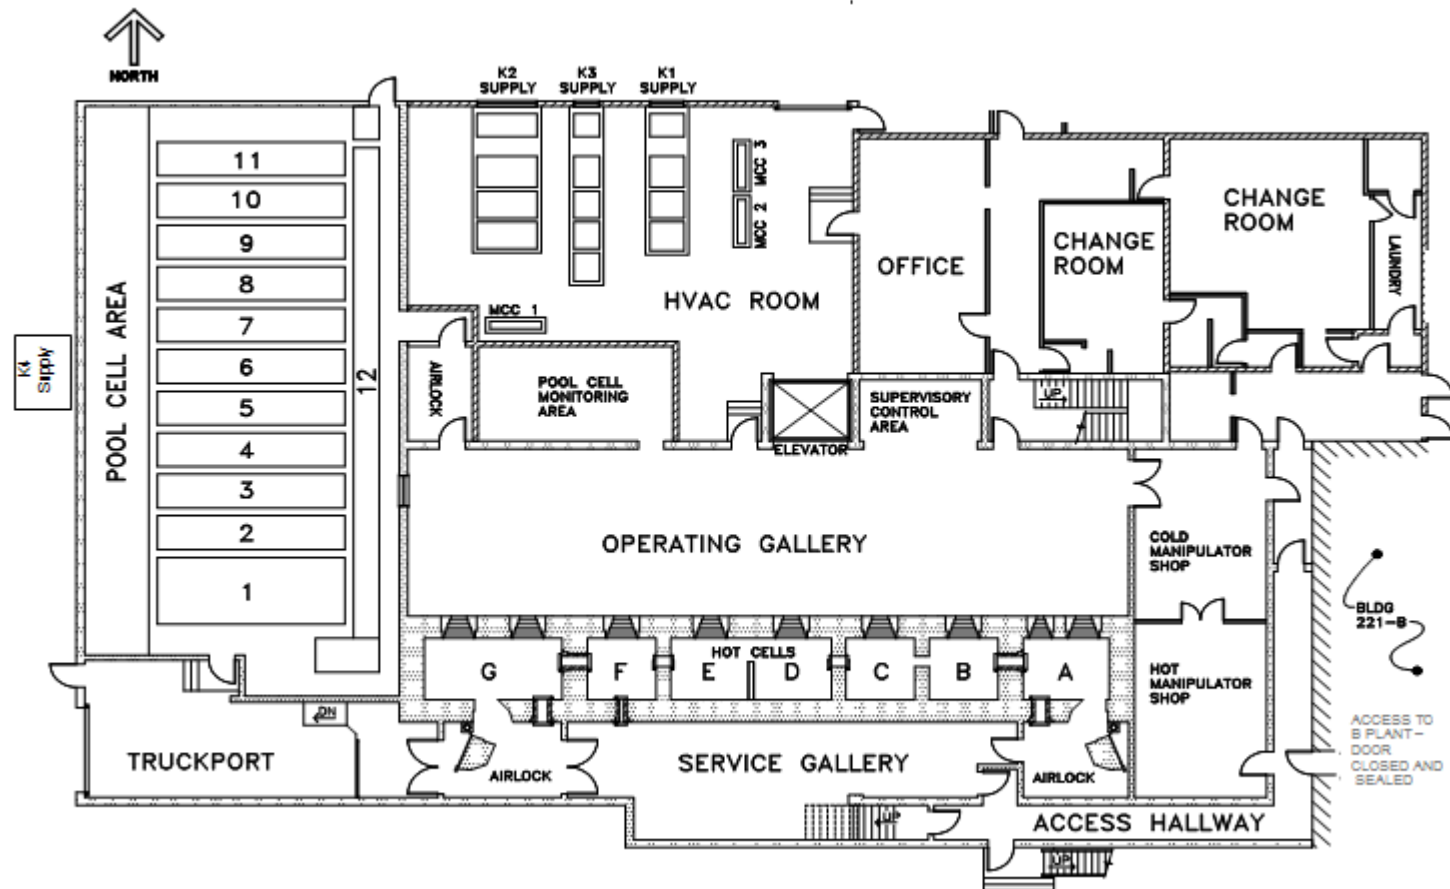 NORTH
K2
SUPPLY
K3
SUPPLY
K1
SUPPLY
MCC 3
MCC 2
MCC 1
HVAC ROOM
OFFICE
CHANGE
ROOM
CHANGE
ROOM
LAUNDRY
POOL CELL AREA
11
10
9
8
7
6
5
4
3
2
1
12
K4
Supply
AIRLOCK
POOL CELL
MONITORING
AREA
ELEVATOR
SUPERVISORY
CONTROL
AREA
UP
OPERATING GALLERY
COLD
MANIPULATOR
SHOP
BLDG
221-B
HOT CELLS
G
F
E
D
C
B
A
HOT
MANIPULATOR
SHOP
DN
TRUCKPORT
AIRLOCK
SERVICE GALLERY
AIRLOCK
ACCESS TO
B PLANT-
DOOR
CLOSED AND
SEALED
UP
ACCESS HALLWAY
UP